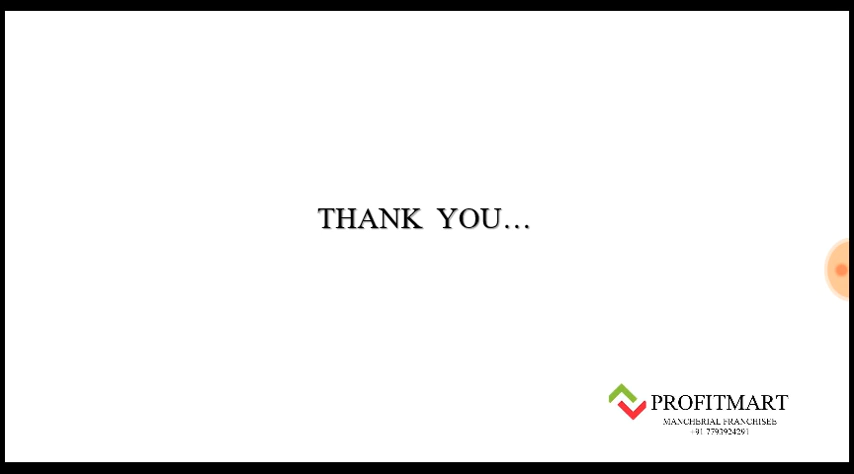 THANK YOU...
PROFITMART
MANCHERIAL FRANCHISEE
+91 7793924291